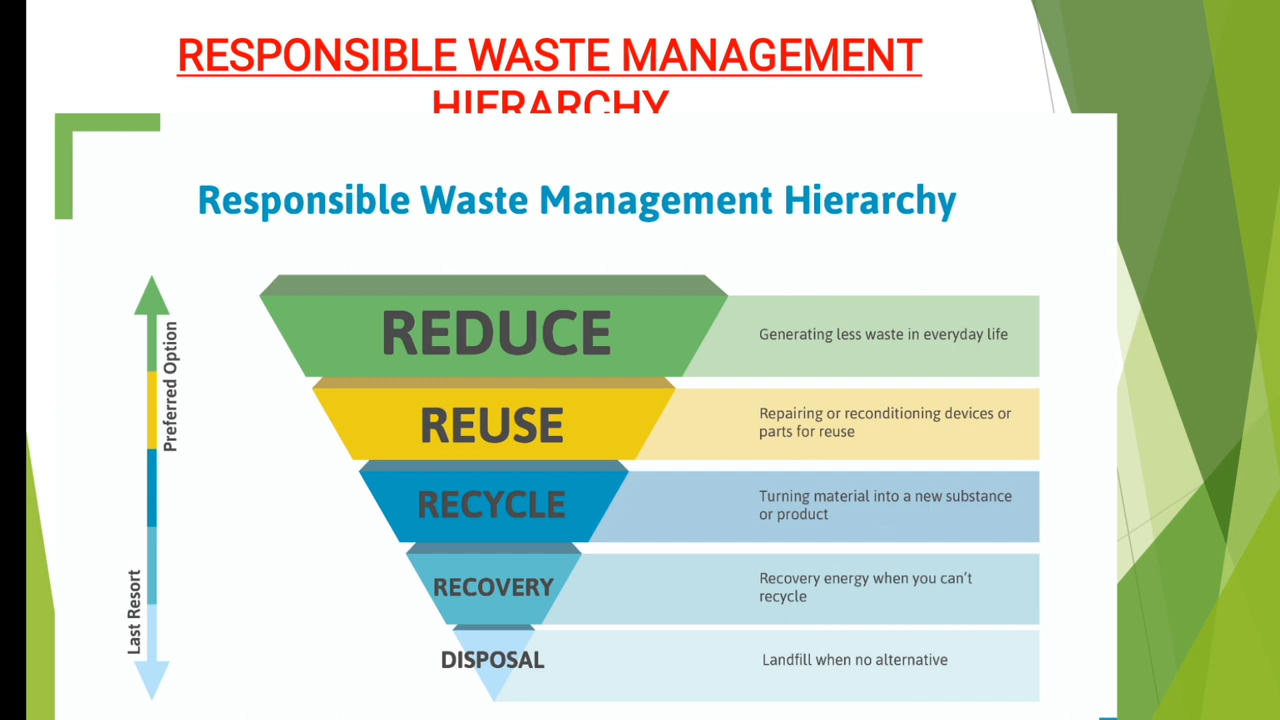 RESPONSIBLE WASTE MANAGEMENT
HIERARCHY
Responsible Waste Management Hierarchy
Preferred Option
Last Resort
REDUCE
Generating less waste in everyday life
REUSE
Repairing or reconditioning devices or
parts for reuse
RECYCLE
Turning material into a new substance
or product
RECOVERY
Recovery energy when you can't
recycle
DISPOSAL
Landfill when no alternative